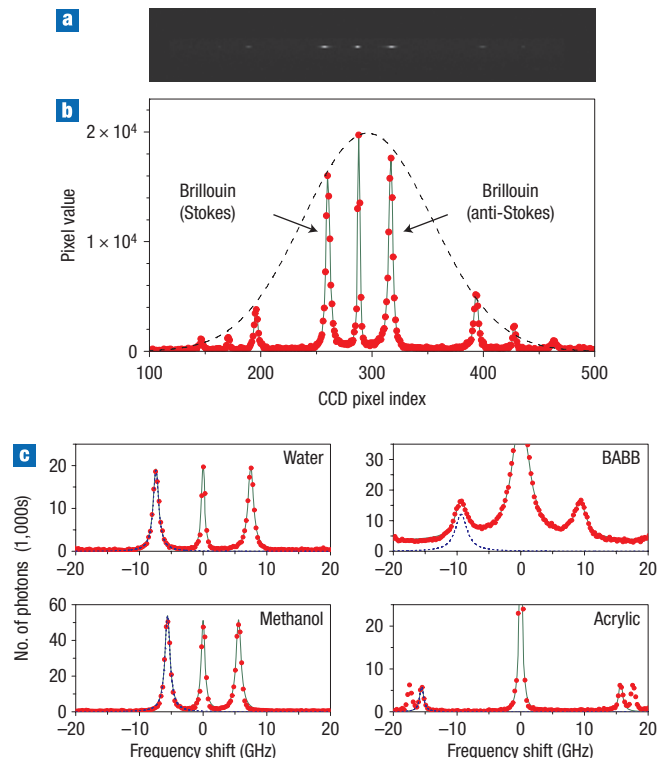 a
b
2 × 10⁴
Brillouin
(Stokes)
Brillouin
(anti-Stokes)
Pixel value
1 × 10⁴
0
100 200 300 400 500
CCD pixel index
c
No. of photons (1,000s)
Water
20
10
0
–20 –10 0 10 20
BABB
30
20
10
0
–20 –10 0 10 20
Methanol
60
40
20
0
–20 –10 0 10 20
Frequency shift (GHz)
Acrylic
20
10
0
–20 –10 0 10 20
Frequency shift (GHz)